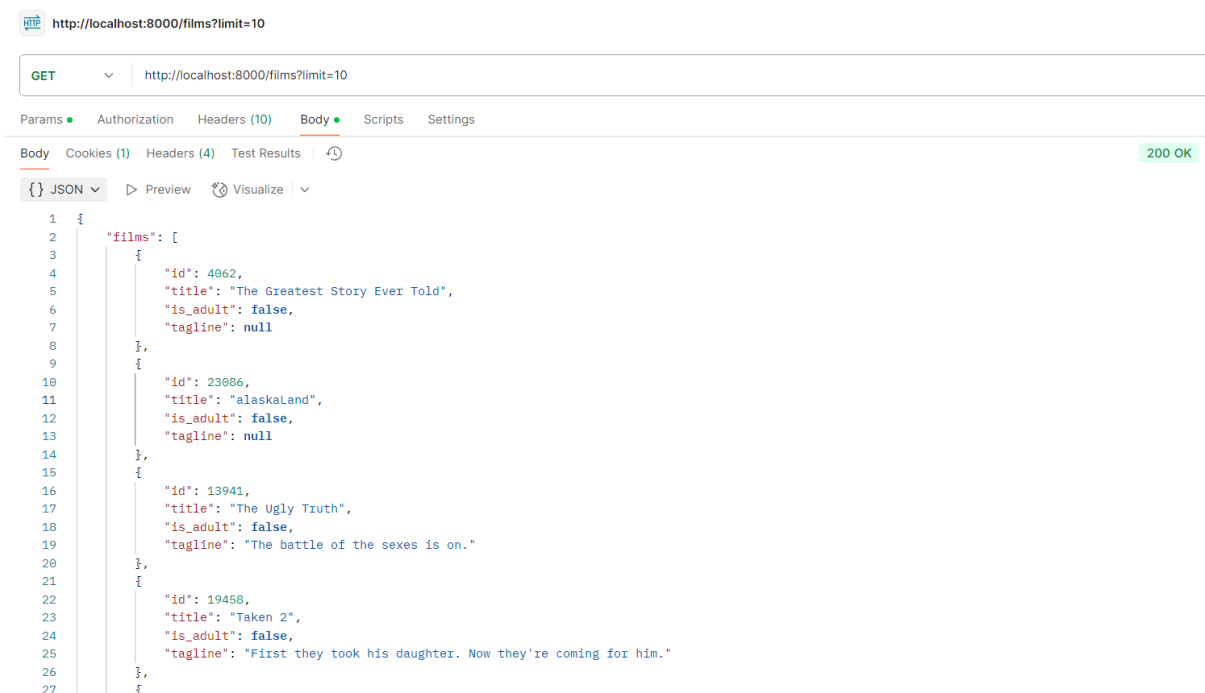 HTTP http://localhost:8000/films?limit=10
GET http://localhost:8000/films?limit=10
Params Authorization Headers (10) Body Scripts Settings
Body Cookies (1) Headers (4) Test Results 200 OK
{} JSON Preview Visualize
1 {
2 "films": [
3 {
4 "id": 4062,
5 "title": "The Greatest Story Ever Told",
6 "is_adult": false,
7 "tagline": null
8 },
9 {
10 "id": 23086,
11 "title": "alaskaLand",
12 "is_adult": false,
13 "tagline": null
14 },
15 {
16 "id": 13941,
17 "title": "The Ugly Truth",
18 "is_adult": false,
19 "tagline": "The battle of the sexes is on."
20 },
21 {
22 "id": 19458,
23 "title": "Taken 2",
24 "is_adult": false,
25 "tagline": "First they took his daughter. Now they're coming for him."
26 },
27 {